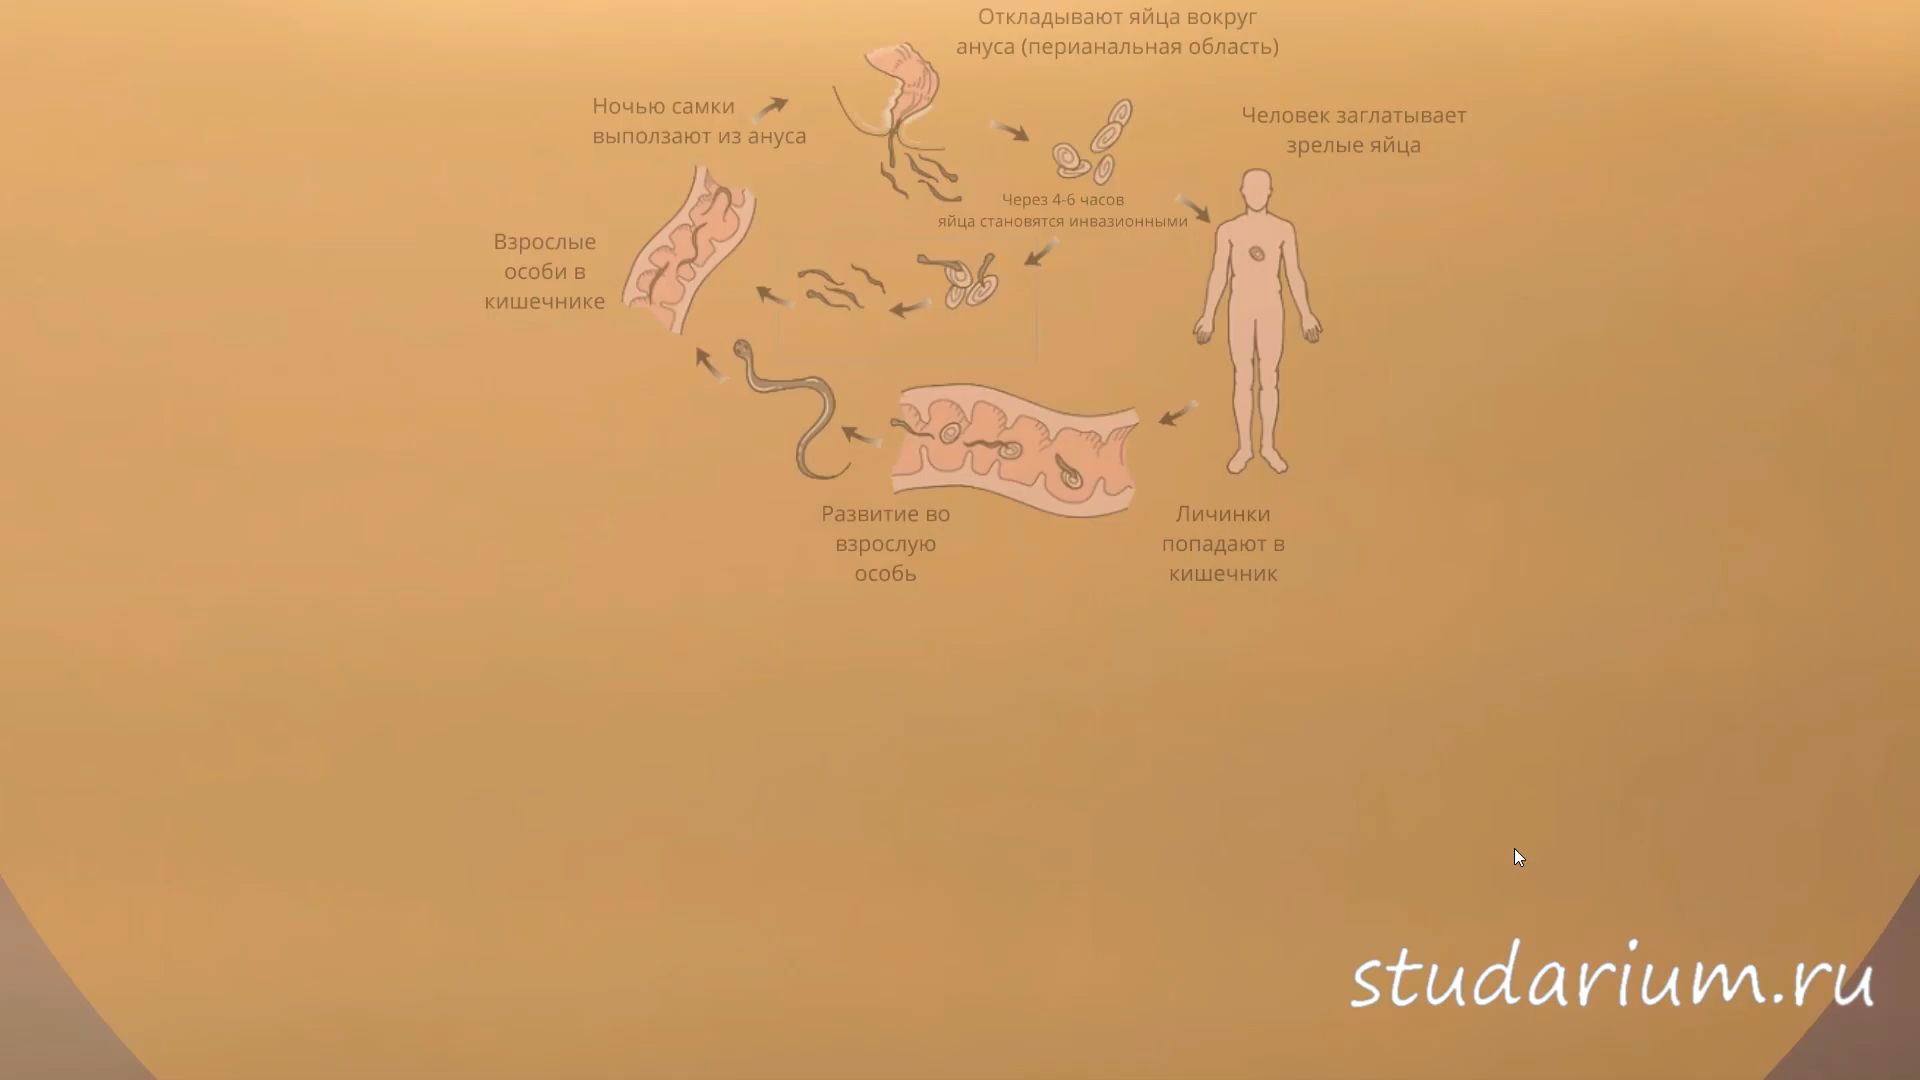 Откладывают яйца вокруг
ануса (перианальная область)
Ночью самки
выползают из ануса
Человек заглатывает
зрелые яйца
Через 4-6 часов
яйца становятся инвазионными
Взрослые
особи в
кишечнике
Развитие во
взрослую
особь
Личинки
попадают в
кишечник
studarium.ru